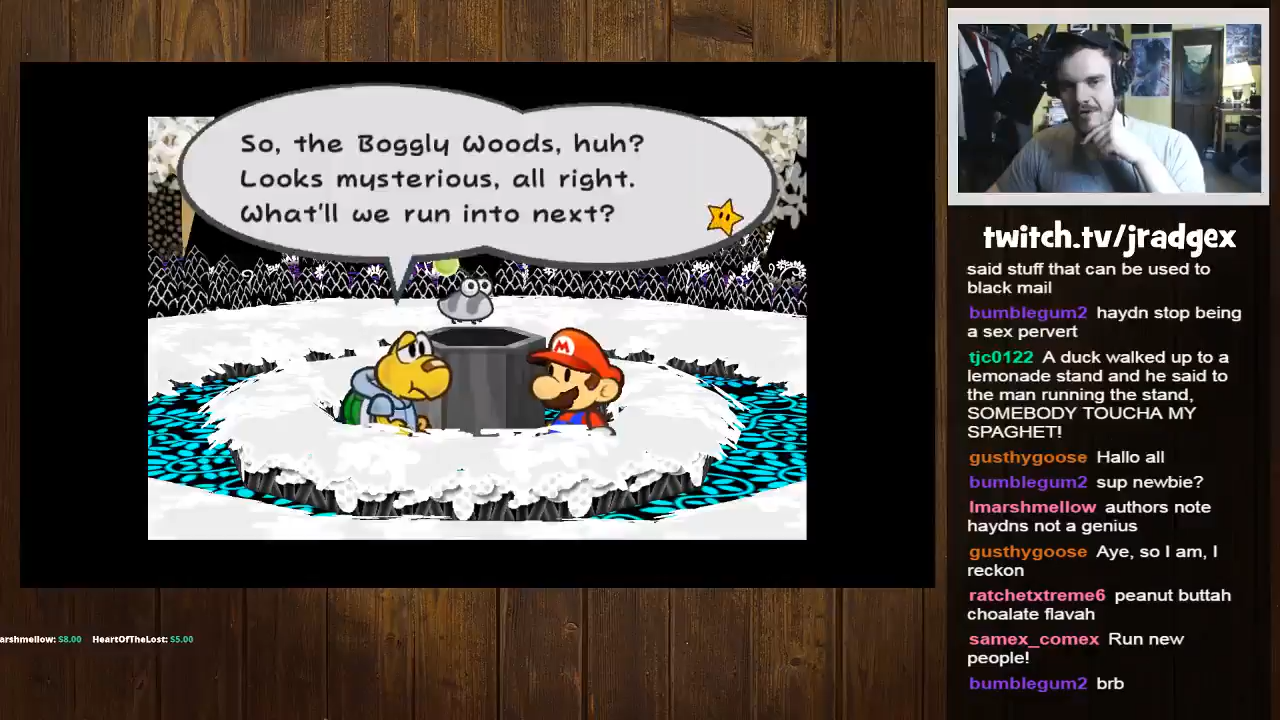 So, the Boggly Woods, huh?
Looks mysterious, all right.
What'll we run into next?
M
twitch.tv/jradgex
said stuff that can be used to
black mail
bumblegum2 haydn stop being
a sex pervert
tjc0122 A duck walked up to a
lemonade stand and he said to
the man running the stand,
SOMEBODY TOUCHA MY
SPAGHET!
gusthygoose Hallo all
bumblegum2 sup newbie?
lmarshmellow authors note
haydns not a genius
gusthygoose Aye, so I am, I
reckon
ratchetxtreme6 peanut buttah
choalate flavah
samex_comex Run new
people!
bumblegum2 brb
arshmellow: $8.00 HeartOfTheLost: $5.00